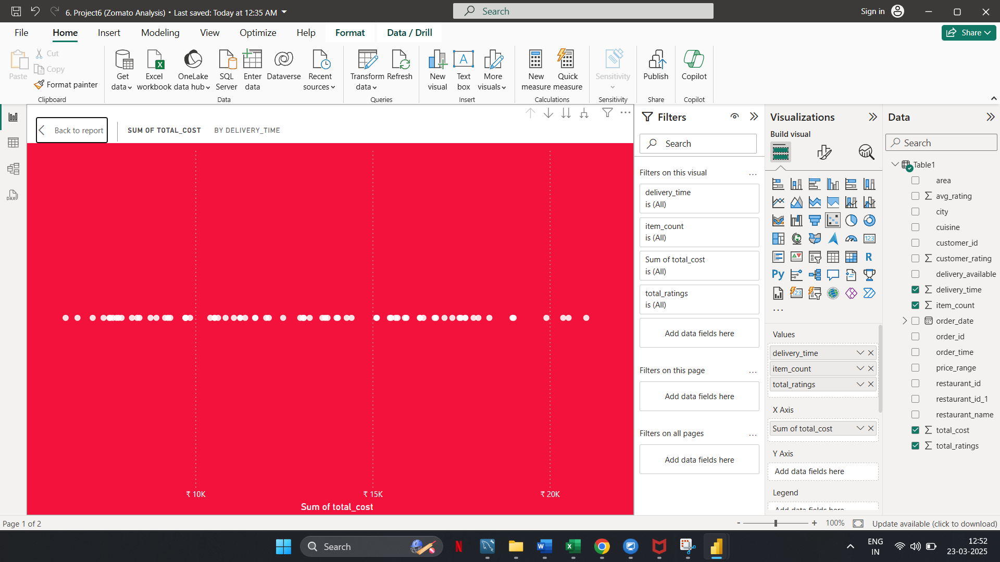 6. Project6 (Zomato Analysis) • Last saved: Today at 12:35 AM
Search
Sign in
File
Home
Insert
Modeling
View
Optimize
Help
Format
Data / Drill
Share
Paste
Cut
Copy
Format painter
Clipboard
Get data
Excel workbook
OneLake data hub
SQL Server
Enter data
Dataverse
Recent sources
Data
Transform data
Refresh
Queries
New visual
Text box
More visuals
Insert
New measure
Quick measure
Calculations
Sensitivity
Sensitivity
Publish
Share
Copilot
Copilot
Back to report
SUM OF TOTAL_COST
BY DELIVERY_TIME
₹ 10K
₹ 15K
₹ 20K
Sum of total_cost
Filters
Search
Filters on this visual
delivery_time
is (All)
item_count
is (All)
Sum of total_cost
is (All)
total_ratings
is (All)
Add data fields here
Filters on this page
Add data fields here
Filters on all pages
Add data fields here
Visualizations
Build visual
123
R
Py
123
Values
delivery_time
item_count
total_ratings
X Axis
Sum of total_cost
Y Axis
Add data fields here
Legend
Add data fields here
Data
Search
Table1
area
avg_rating
city
cuisine
customer_id
customer_rating
delivery_available
delivery_time
item_count
order_date
order_id
order_time
price_range
restaurant_id
restaurant_id_1
restaurant_name
total_cost
total_ratings
DAX
Page 1 of 2
- + 100%
Update available (click to download)
Search
ENG
IN
12:52
23-03-2025